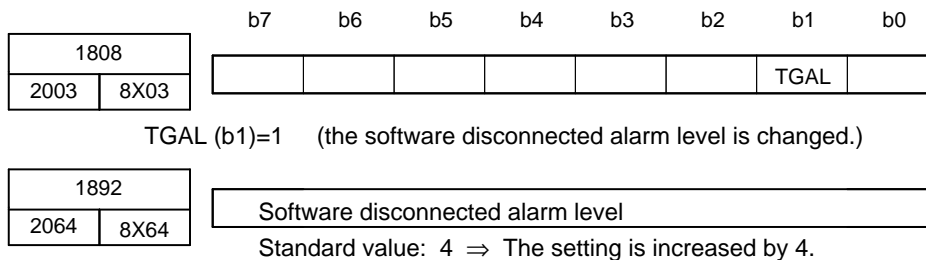 b7 b6 b5 b4 b3 b2 b1 b0
1808
2003 8X03 TGAL
TGAL (b1)=1 (the software disconnected alarm level is changed.)
1892
2064 8X64 Software disconnected alarm level
Standard value: 4 ⇒ The setting is increased by 4.